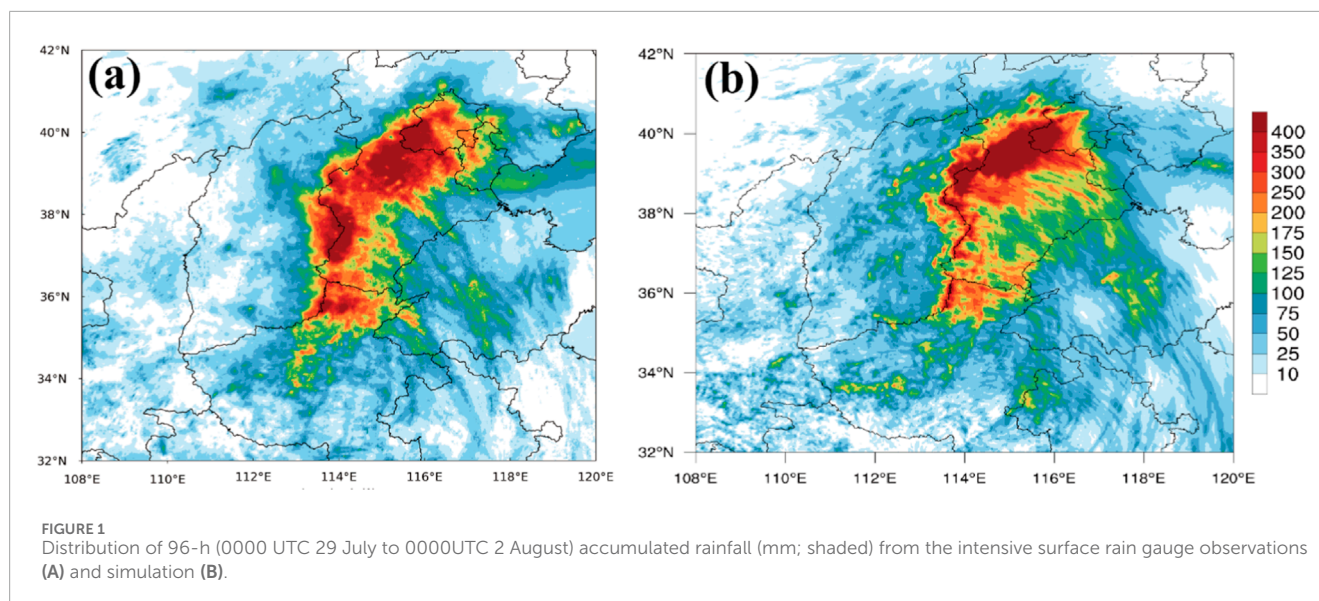 (a)
42°N
40°N
38°N
36°N
34°N
32°N
108°E 110°E 112°E 114°E 116°E 118°E 120°E
(b)
42°N
40°N
38°N
36°N
34°N
32°N
108°E 110°E 112°E 114°E 116°E 118°E 120°E
400
350
300
250
200
175
150
125
100
75
50
25
10
FIGURE 1
Distribution of 96-h (0000 UTC 29 July to 0000UTC 2 August) accumulated rainfall (mm; shaded) from the intensive surface rain gauge observations
(A) and simulation (B).